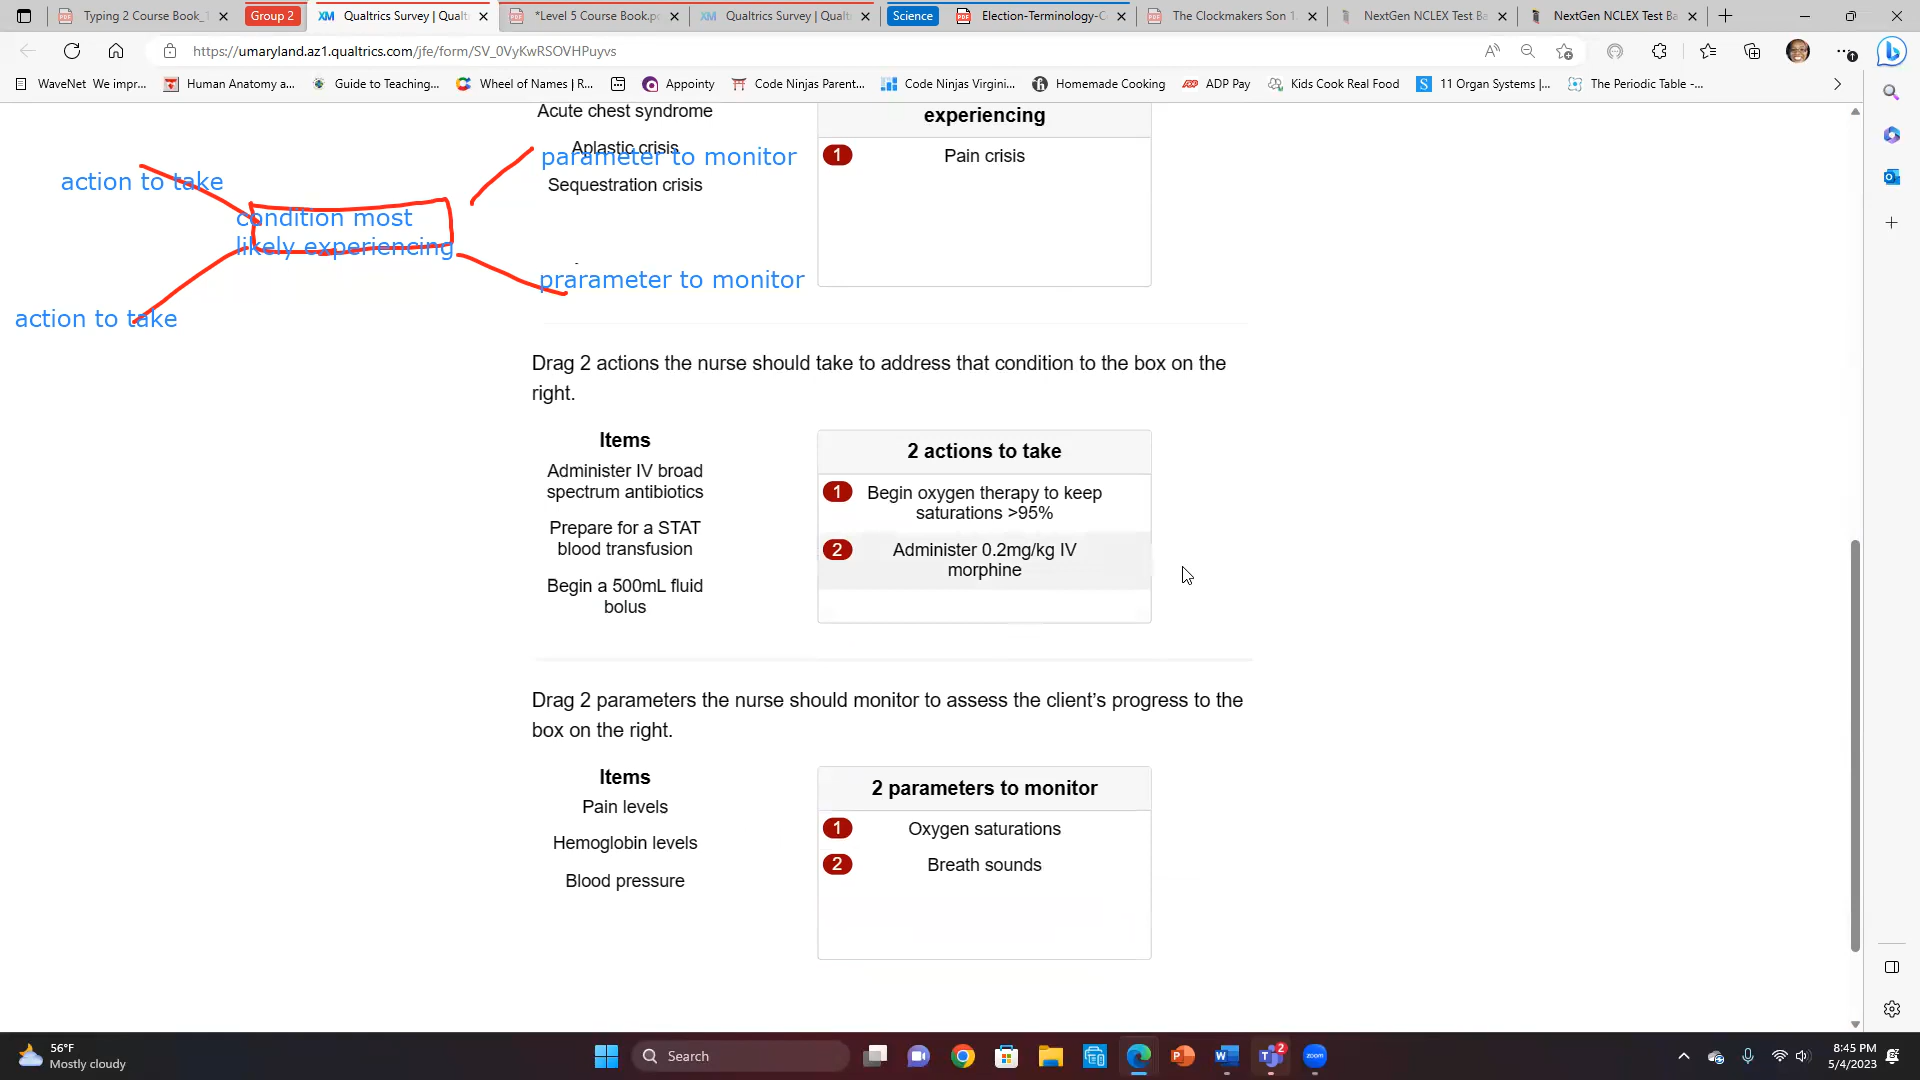 Typing 2 Course Book_
Group 2
XM Qualtrics Survey | Qualt
*Level 5 Course Book.p
XM Qualtrics Survey | Qualt
Science
Election-Terminology-C
The Clockmakers Son 1.
NextGen NCLEX Test Ba
NextGen NCLEX Test Ba
https://umaryland.az1.qualtrics.com/jfe/form/SV_0VyKwRSOVHPuyvs
WaveNet We impr...
Human Anatomy a...
Guide to Teaching...
Wheel of Names | R...
Appointy
Code Ninjas Parent...
Code Ninjas Virgini...
Homemade Cooking
ADP Pay
Kids Cook Real Food
11 Organ Systems |...
The Periodic Table -...
Acute chest syndrome
experiencing
Aplastic crisis
parameter to monitor
1 Pain crisis
action to take
Sequestration crisis
condition most
likely experiencing
prarameter to monitor
action to take
Drag 2 actions the nurse should take to address that condition to the box on the
right.
Items
Administer IV broad
spectrum antibiotics
Prepare for a STAT
blood transfusion
Begin a 500mL fluid
bolus
2 actions to take
1 Begin oxygen therapy to keep
saturations >95%
2 Administer 0.2mg/kg IV
morphine
Drag 2 parameters the nurse should monitor to assess the client’s progress to the
box on the right.
Items
Pain levels
Hemoglobin levels
Blood pressure
2 parameters to monitor
1 Oxygen saturations
2 Breath sounds
56°F
Mostly cloudy
Search
2
zoom
8:45 PM
5/4/2023